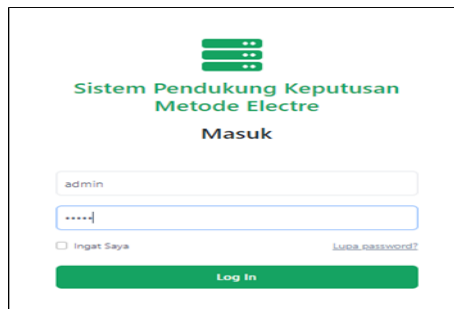 Sistem Pendukung Keputusan
Metode Electre
Masuk
admin
•••••
Ingat Saya
Lupa password?
Log In